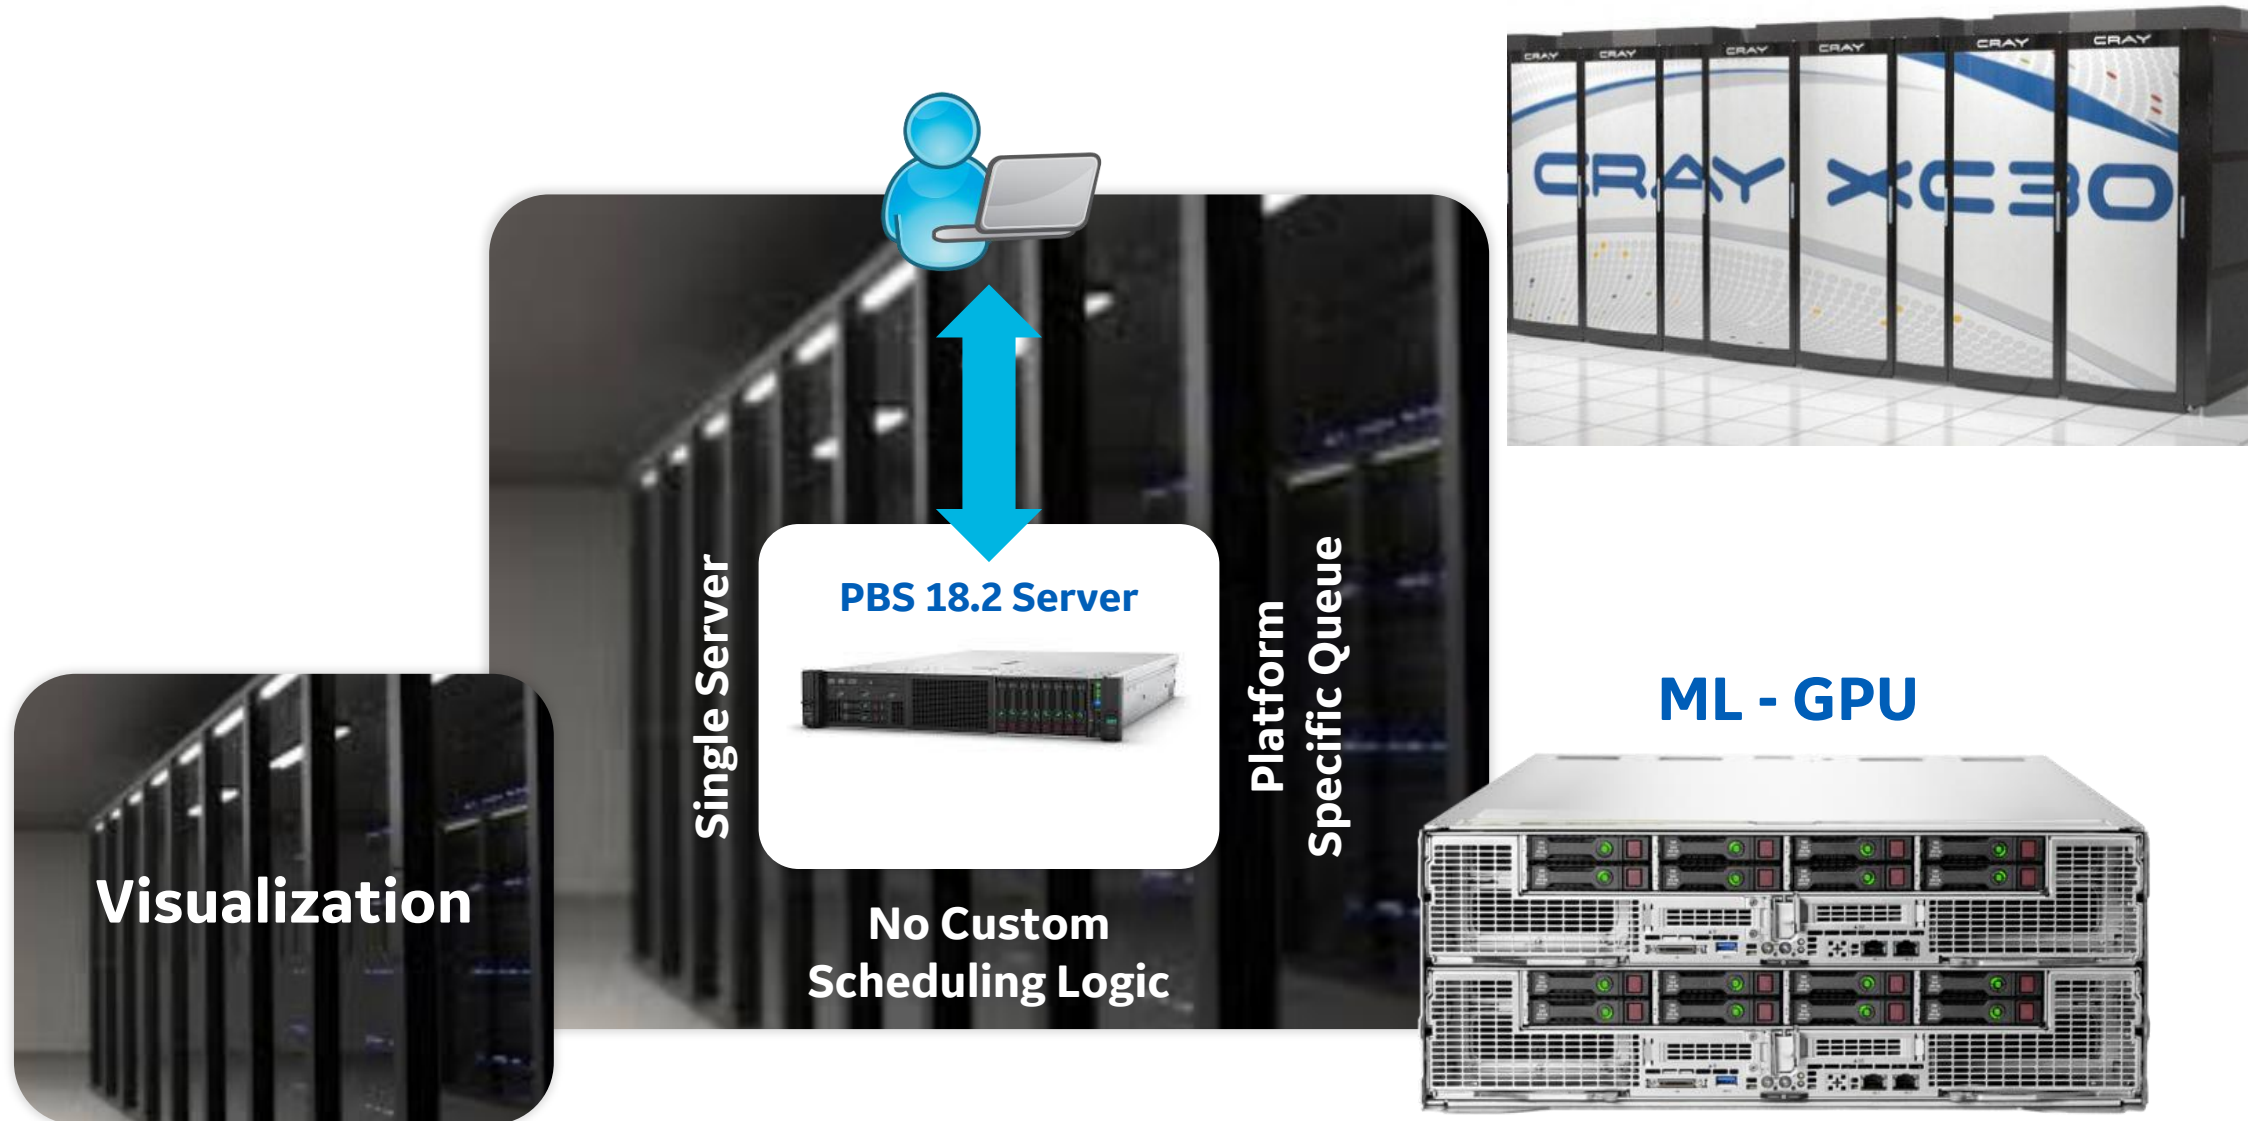 CRAY CRAY CRAY CRAY CRAY CRAY
CRAY XC30
PBS 18.2 Server
Single Server
Platform
Specific Queue
ML - GPU
Visualization
No Custom
Scheduling Logic